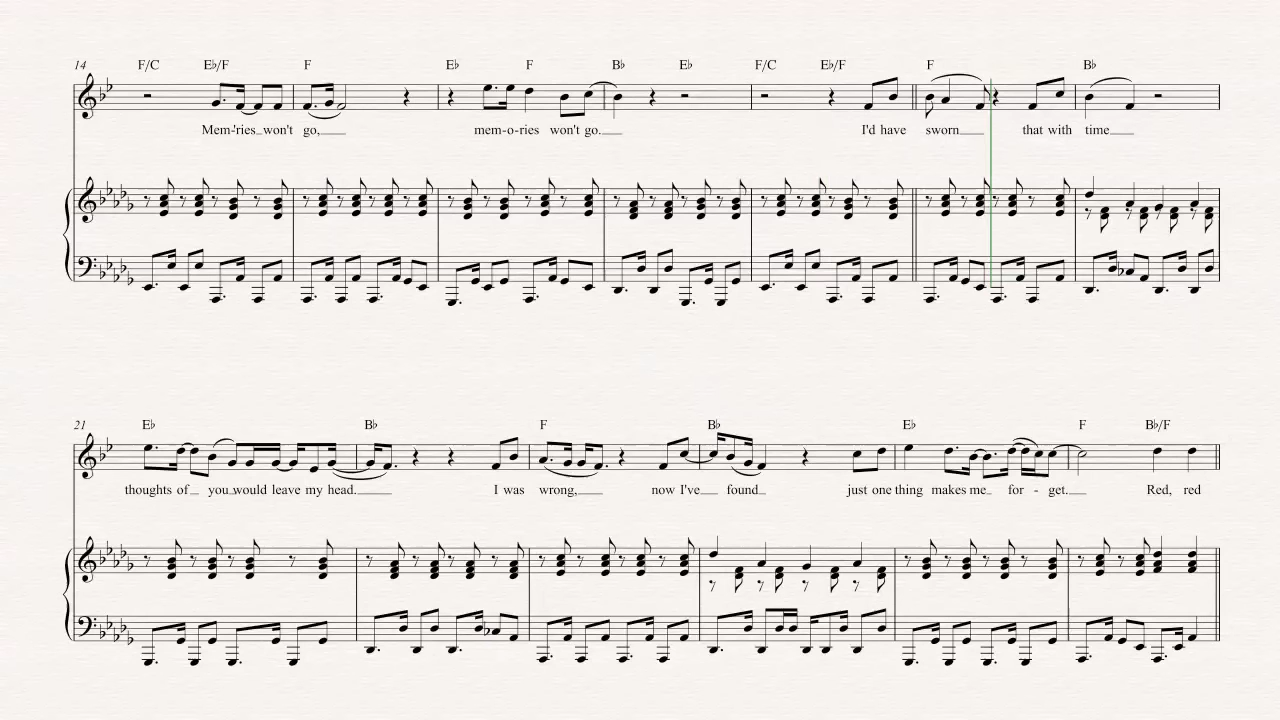 14 F/C E♭/F F E♭ F B♭ E♭ F/C E♭/F F B♭
Mem-'ries won't go, mem-o-ries won't go. I'd have sworn that with time
21 E♭ B♭ F B♭ E♭ F B♭/F
thoughts of you would leave my head. I was wrong, now I've found just one thing makes me for - get. Red, red